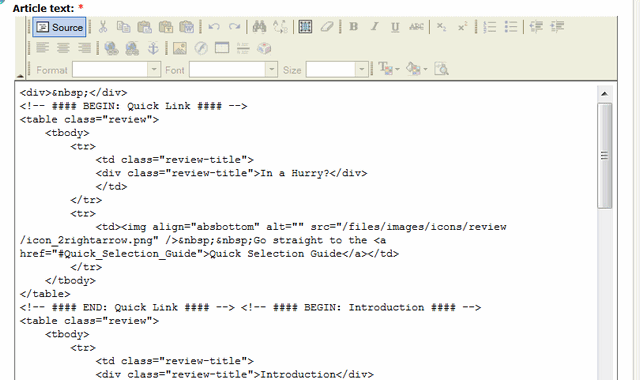 Article text: *
Source
B I U ABC x₂ x²
Format Font Size
<div>&nbsp;</div>
<!-- #### BEGIN: Quick Link #### -->
<table class="review">
<tbody>
<tr>
<td class="review-title">
<div class="review-title">In a Hurry?</div>
</td>
</tr>
<tr>
<td><img align="absbottom" alt="" src="/files/images/icons/review
/icon_2rightarrow.png" />&nbsp;&nbsp;Go straight to the <a
href="#Quick_Selection_Guide">Quick Selection Guide</a></td>
</tr>
</tbody>
</table>
<!-- #### END: Quick Link #### --> <!-- #### BEGIN: Introduction #### -->
<table class="review">
<tbody>
<tr>
<td class="review-title">
<div class="review-title">Introduction</div>